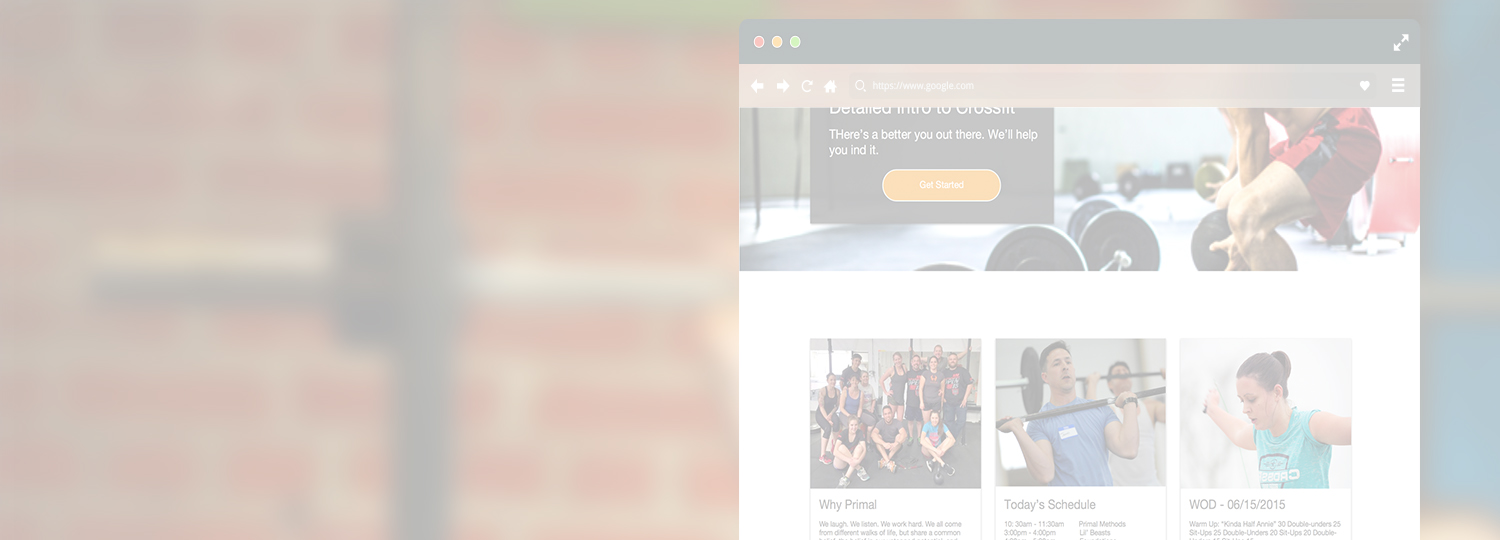 https://www.google.com
Detailed Intro to Crossfit
THere's a better you out there. We'll help
you ind it.
Get Started
Why Primal
We laugh. We listen. We work hard. We all come
from different walks of life, but share a common
Today's Schedule
10: 30am - 11:30am Primal Methods
3:00pm - 4:00pm Lil' Beasts
WOD - 06/15/2015
Warm Up: "Kinda Half Annie" 30 Double-unders 25
Sit-Ups 25 Double-Unders 20 Sit-Ups 20 Double-